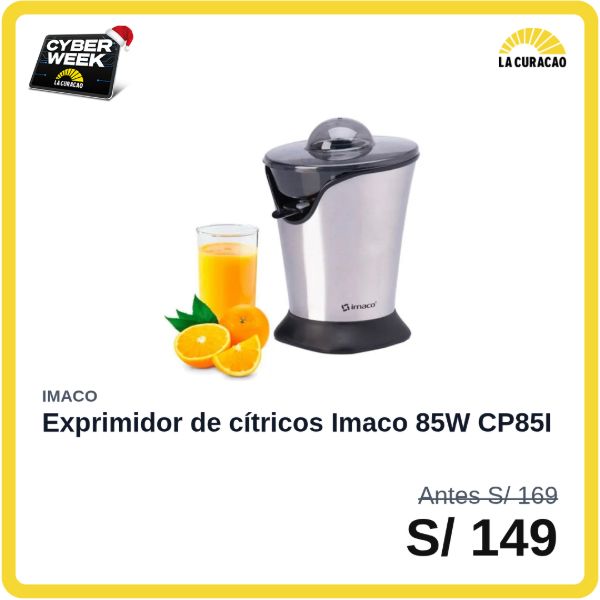 CYBER
WEEK
LA CURACAO
LA CURACAO
imaco
IMACO
Exprimidor de cítricos Imaco 85W CP85I
Antes S/ 169
S/ 149